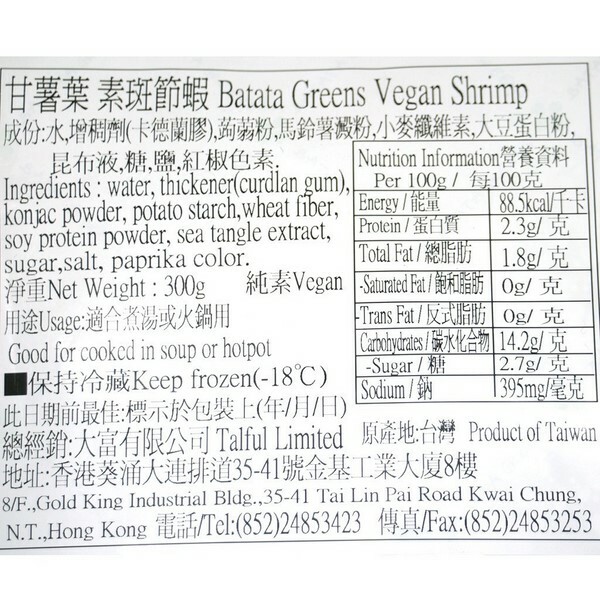 甘薯葉 素斑節蝦 Batata Greens Vegan Shrimp
成份:水,增稠劑(卡德蘭膠),蒟蒻粉,馬鈴薯澱粉,小麥纖維素,大豆蛋白粉,
昆布液,糖,鹽,紅椒色素.
Ingredients : water, thickener(curdlan gum),
konjac powder, potato starch,wheat fiber,
soy protein powder, sea tangle extract,
sugar,salt, paprika color.
淨重Net Weight : 300g 純素Vegan
用途Usage:適合煮湯或火鍋用
Good for cooked in soup or hotpot
■保持冷藏Keep frozen(-18℃)
Nutrition Information營養資料
Per 100g / 每100克
Energy/能量 88.5kcal/千卡
Protein / 蛋白質 2.3g/ 克
Total Fat / 總脂肪 1.8g/ 克
-Saturated Fat / 飽和脂肪 0g/ 克
-Trans Fat / 反式脂肪 0g/ 克
Carbohydrates / 碳水化合物 14.2g/ 克
-Sugar / 糖 2.7g/ 克
Sodium / 鈉 395mg/毫克
此日期前最佳:標示於包裝上(年/月/日)
總經銷:大富有限公司 Talful Limited 原產地:台灣 Product of Taiwan
地址:香港葵涌大連排道35-41號金基工業大廈8樓
8/F.,Gold King Industrial Bldg.,35-41 Tai Lin Pai Road Kwai Chung,
N.T.,Hong Kong 電話/Tel:(852)24853423 傳真/Fax:(852)24853253